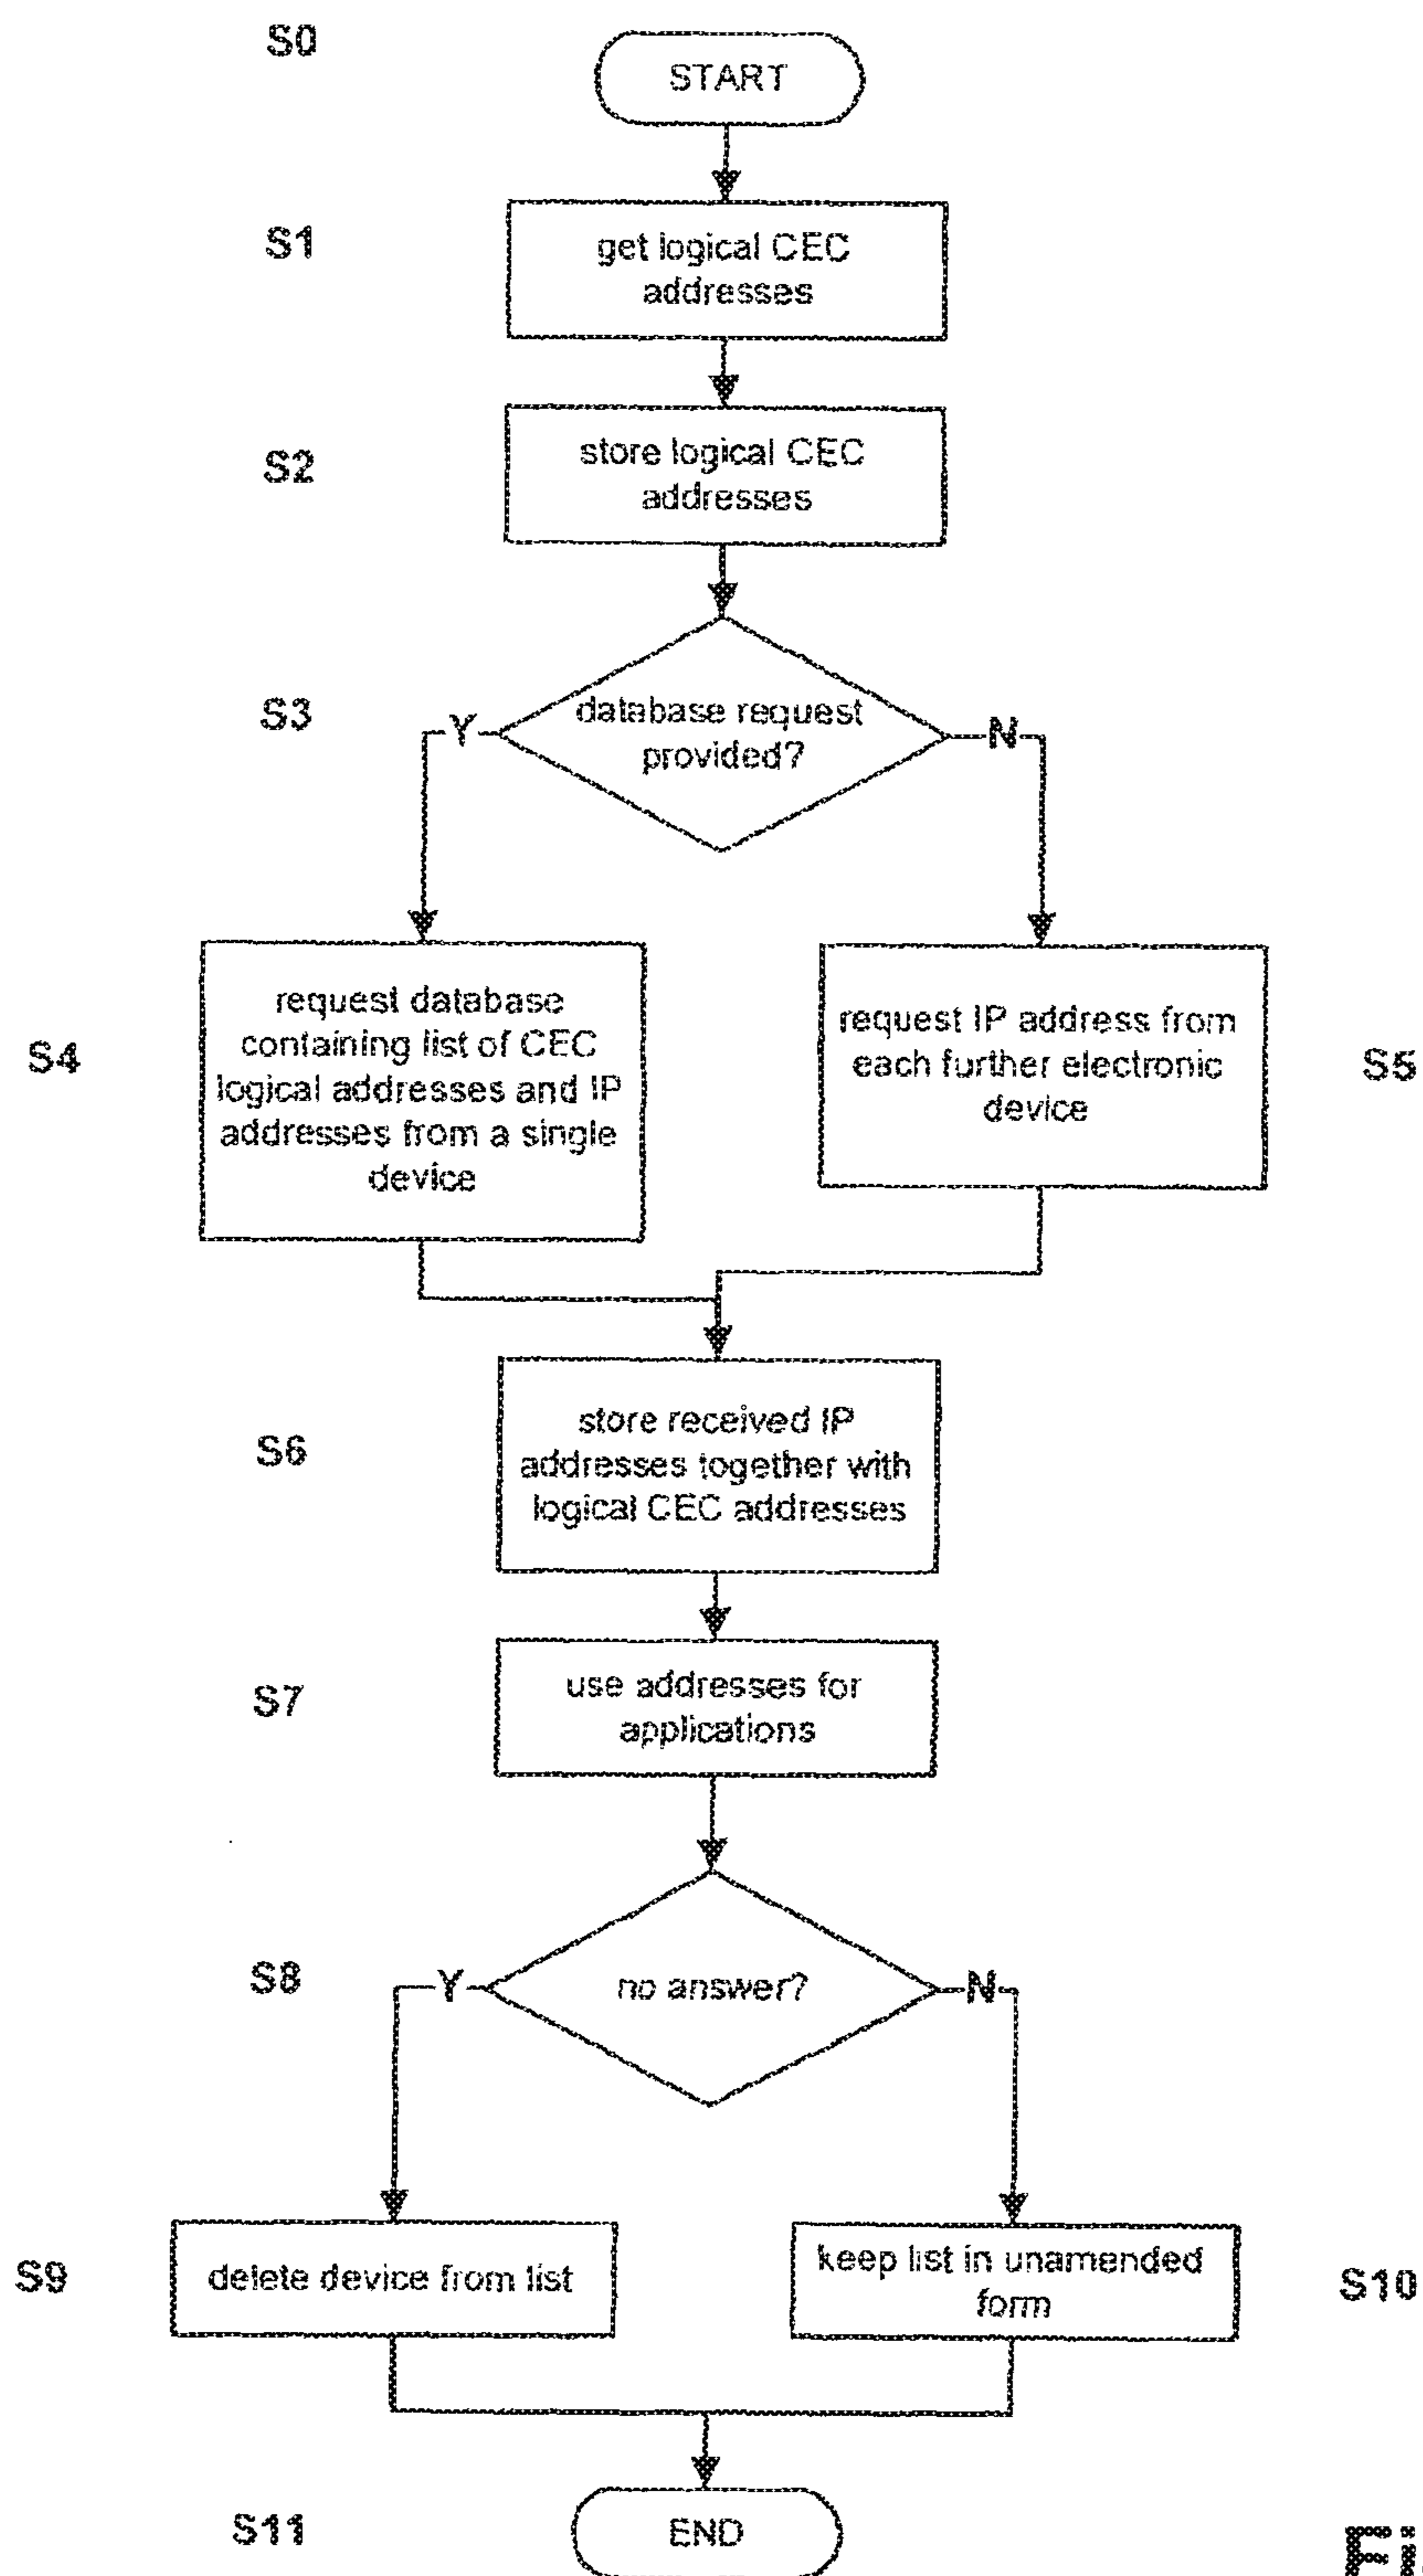 S0
START
S1
get logical CEC
addresses
S2
store logical CEC
addresses
S3
database request
provided?
Y
N
S4
request database
containing list of CEC
logical addresses and IP
addresses from a single
device
request IP address from
each further electronic
device
S5
S6
store received IP
addresses together with
logical CEC addresses
S7
use addresses for
applications
S8
no answer?
Y
N
S9
delete device from list
keep list in unamended
form
S10
S11
END